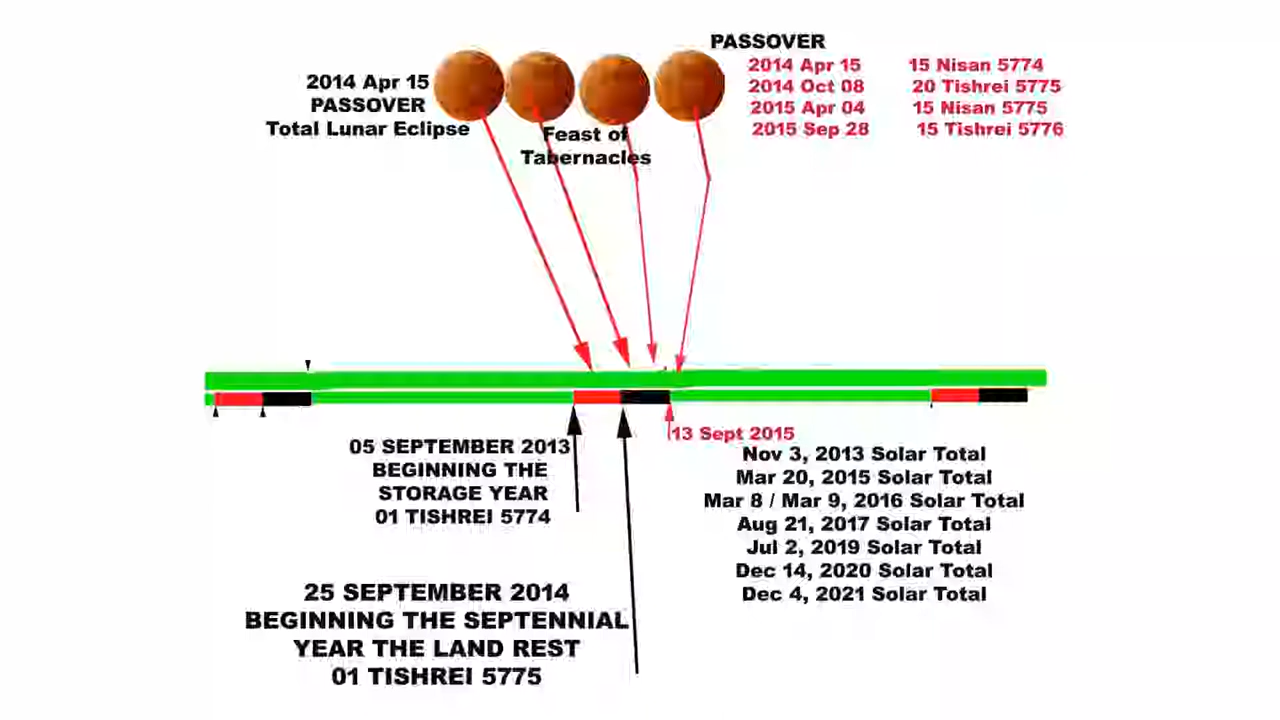 PASSOVER
2014 Apr 15 15 Nisan 5774
2014 Oct 08 20 Tishrei 5775
2015 Apr 04 15 Nisan 5775
2015 Sep 28 15 Tishrei 5776
2014 Apr 15
PASSOVER
Total Lunar Eclipse
Feast of
Tabernacles
13 Sept 2015
05 SEPTEMBER 2013
BEGINNING THE
STORAGE YEAR
01 TISHREI 5774
Nov 3, 2013 Solar Total
Mar 20, 2015 Solar Total
Mar 8 / Mar 9, 2016 Solar Total
Aug 21, 2017 Solar Total
Jul 2, 2019 Solar Total
Dec 14, 2020 Solar Total
Dec 4, 2021 Solar Total
25 SEPTEMBER 2014
BEGINNING THE SEPTENNIAL
YEAR THE LAND REST
01 TISHREI 5775